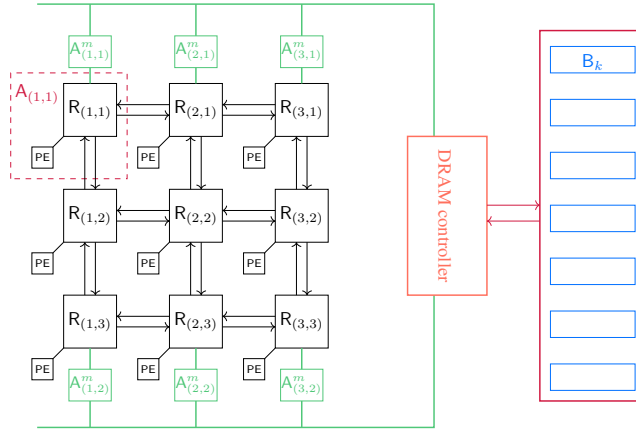 A^m_(1,1) A^m_(2,1) A^m_(3,1)
A_(1,1)
R_(1,1) R_(2,1) R_(3,1)
PE PE PE
R_(1,2) R_(2,2) R_(3,2)
PE PE PE
R_(1,3) R_(2,3) R_(3,3)
PE PE PE
A^m_(1,2) A^m_(2,2) A^m_(3,2)
DRAM controller
B_k